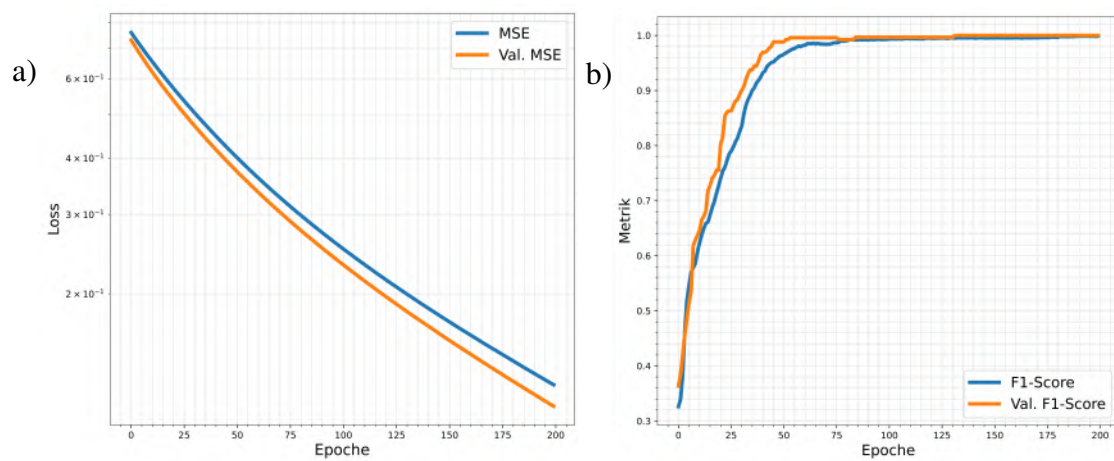 a)
MSE
Val. MSE
6 × 10⁻¹
4 × 10⁻¹
3 × 10⁻¹
2 × 10⁻¹
Loss
0 25 50 75 100 125 150 175 200
Epoche
b)
1.0
0.9
0.8
0.7
0.6
0.5
0.4
0.3
Metrik
F1-Score
Val. F1-Score
0 25 50 75 100 125 150 175 200
Epoche